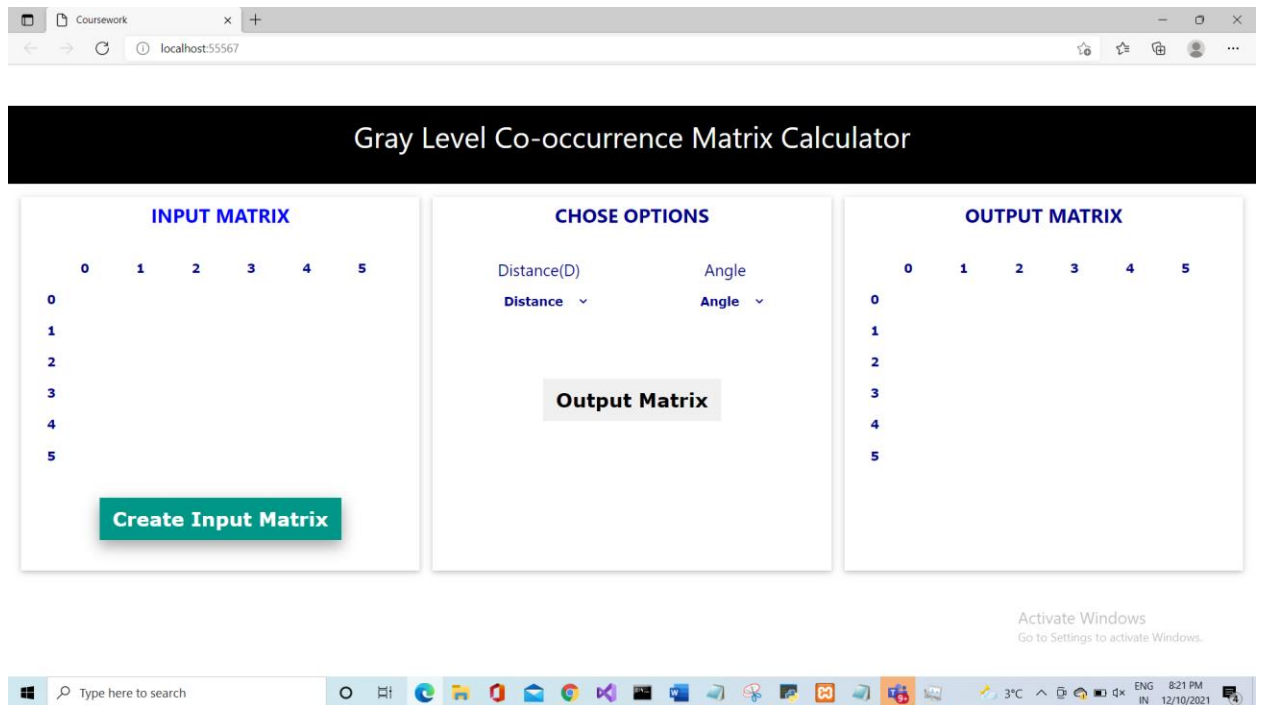 Coursework
localhost:55567
Gray Level Co-occurrence Matrix Calculator
INPUT MATRIX
0 1 2 3 4 5
0
1
2
3
4
5
Create Input Matrix
CHOSE OPTIONS
Distance(D) Angle
Distance Angle
Output Matrix
OUTPUT MATRIX
0 1 2 3 4 5
0
1
2
3
4
5
Activate Windows
Go to Settings to activate Windows.
Type here to search
3°C
ENG
IN
8:21 PM
12/10/2021
4